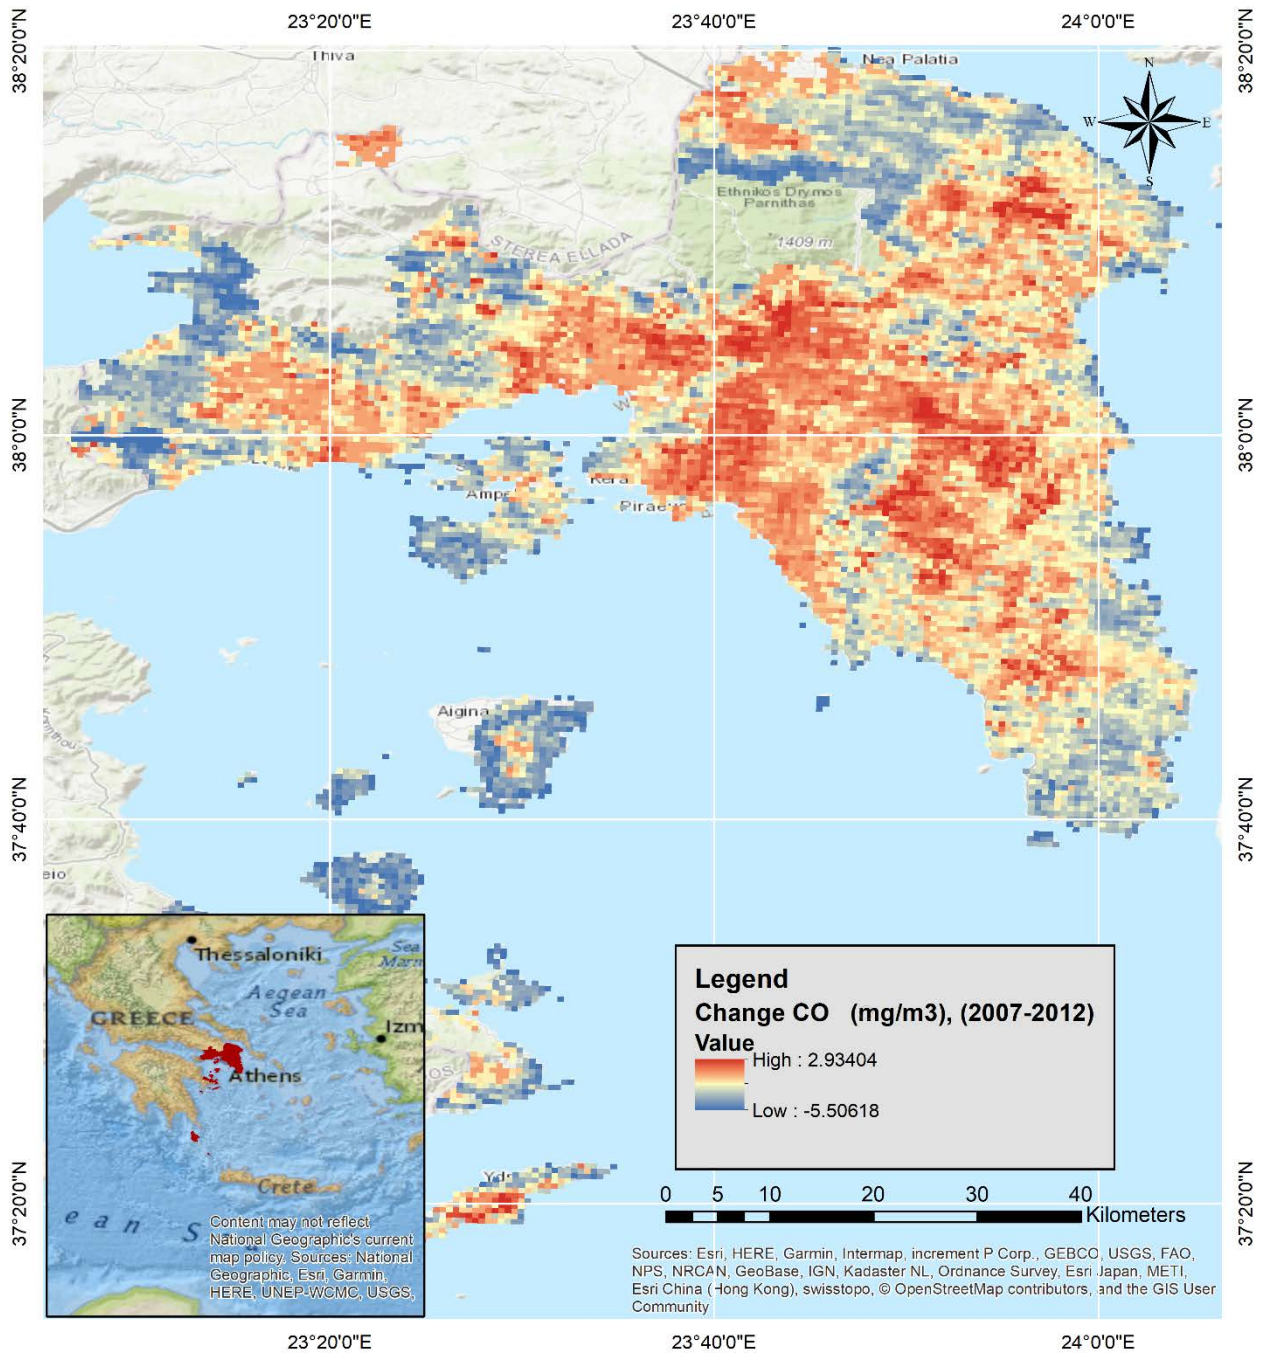 23°20'0"E
23°40'0"E
24°0'0"E
38°20'0"N
38°20'0"N
Thiva
Nea Palatia
N
W
E
S
Ethnikos Drymos
Parnithas
1409 m
STEREA ELLADA
38°0'0"N
38°0'0"N
Aigina
37°40'0"N
37°40'0"N
Thessaloniki
Sea
Aegean
Sea
GREECE
Izm
Athens
Crete
Content may not reflect
National Geographic's current
map policy. Sources: National
Geographic, Esri, Garmin,
HERE, UNEP-WCMC, USGS,
Legend
Change CO (mg/m3), (2007-2012)
Value
High : 2.93404
Low : -5.50618
37°20'0"N
37°20'0"N
0 5 10 20 30 40
Kilometers
Sources: Esri, HERE, Garmin, Intermap, increment P Corp., GEBCO, USGS, FAO,
NPS, NRCAN, GeoBase, IGN, Kadaster NL, Ordnance Survey, Esri Japan, METI,
Esri China (Hong Kong), swisstopo, © OpenStreetMap contributors, and the GIS User
Community
23°20'0"E
23°40'0"E
24°0'0"E